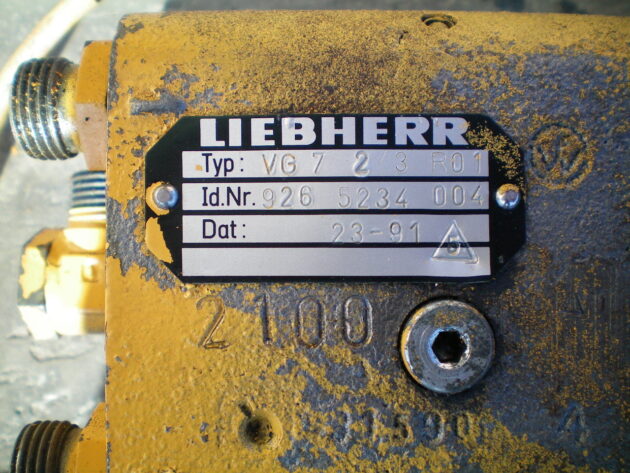 LIEBHERR
Typ: VG 7 2/3 R01
Id.Nr. 926 5234 004
Dat: 23-91 5
2100